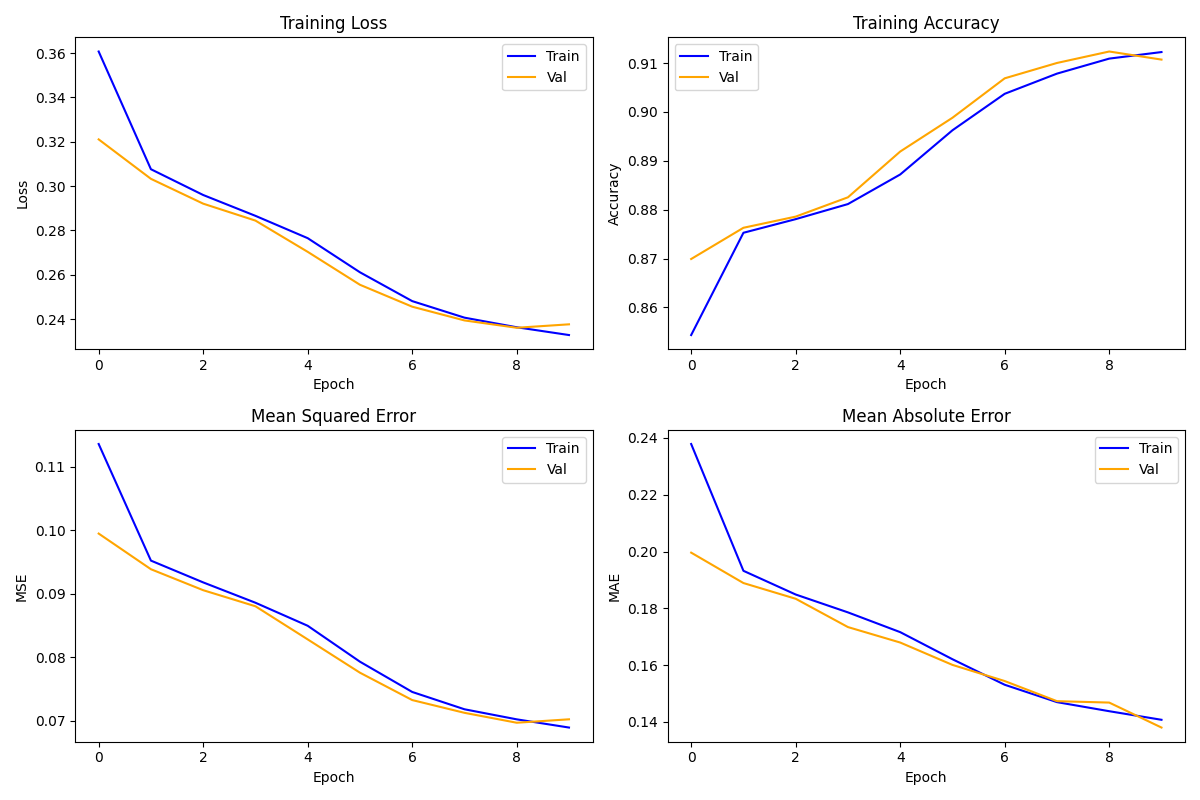 Training Loss
0.36
0.34
0.32
0.30
0.28
0.26
0.24
Loss
0 2 4 6 8
Epoch
Train
Val
Training Accuracy
0.91
0.90
0.89
0.88
0.87
0.86
Accuracy
0 2 4 6 8
Epoch
Train
Val
Mean Squared Error
0.11
0.10
0.09
0.08
0.07
MSE
0 2 4 6 8
Epoch
Train
Val
Mean Absolute Error
0.24
0.22
0.20
0.18
0.16
0.14
MAE
0 2 4 6 8
Epoch
Train
Val